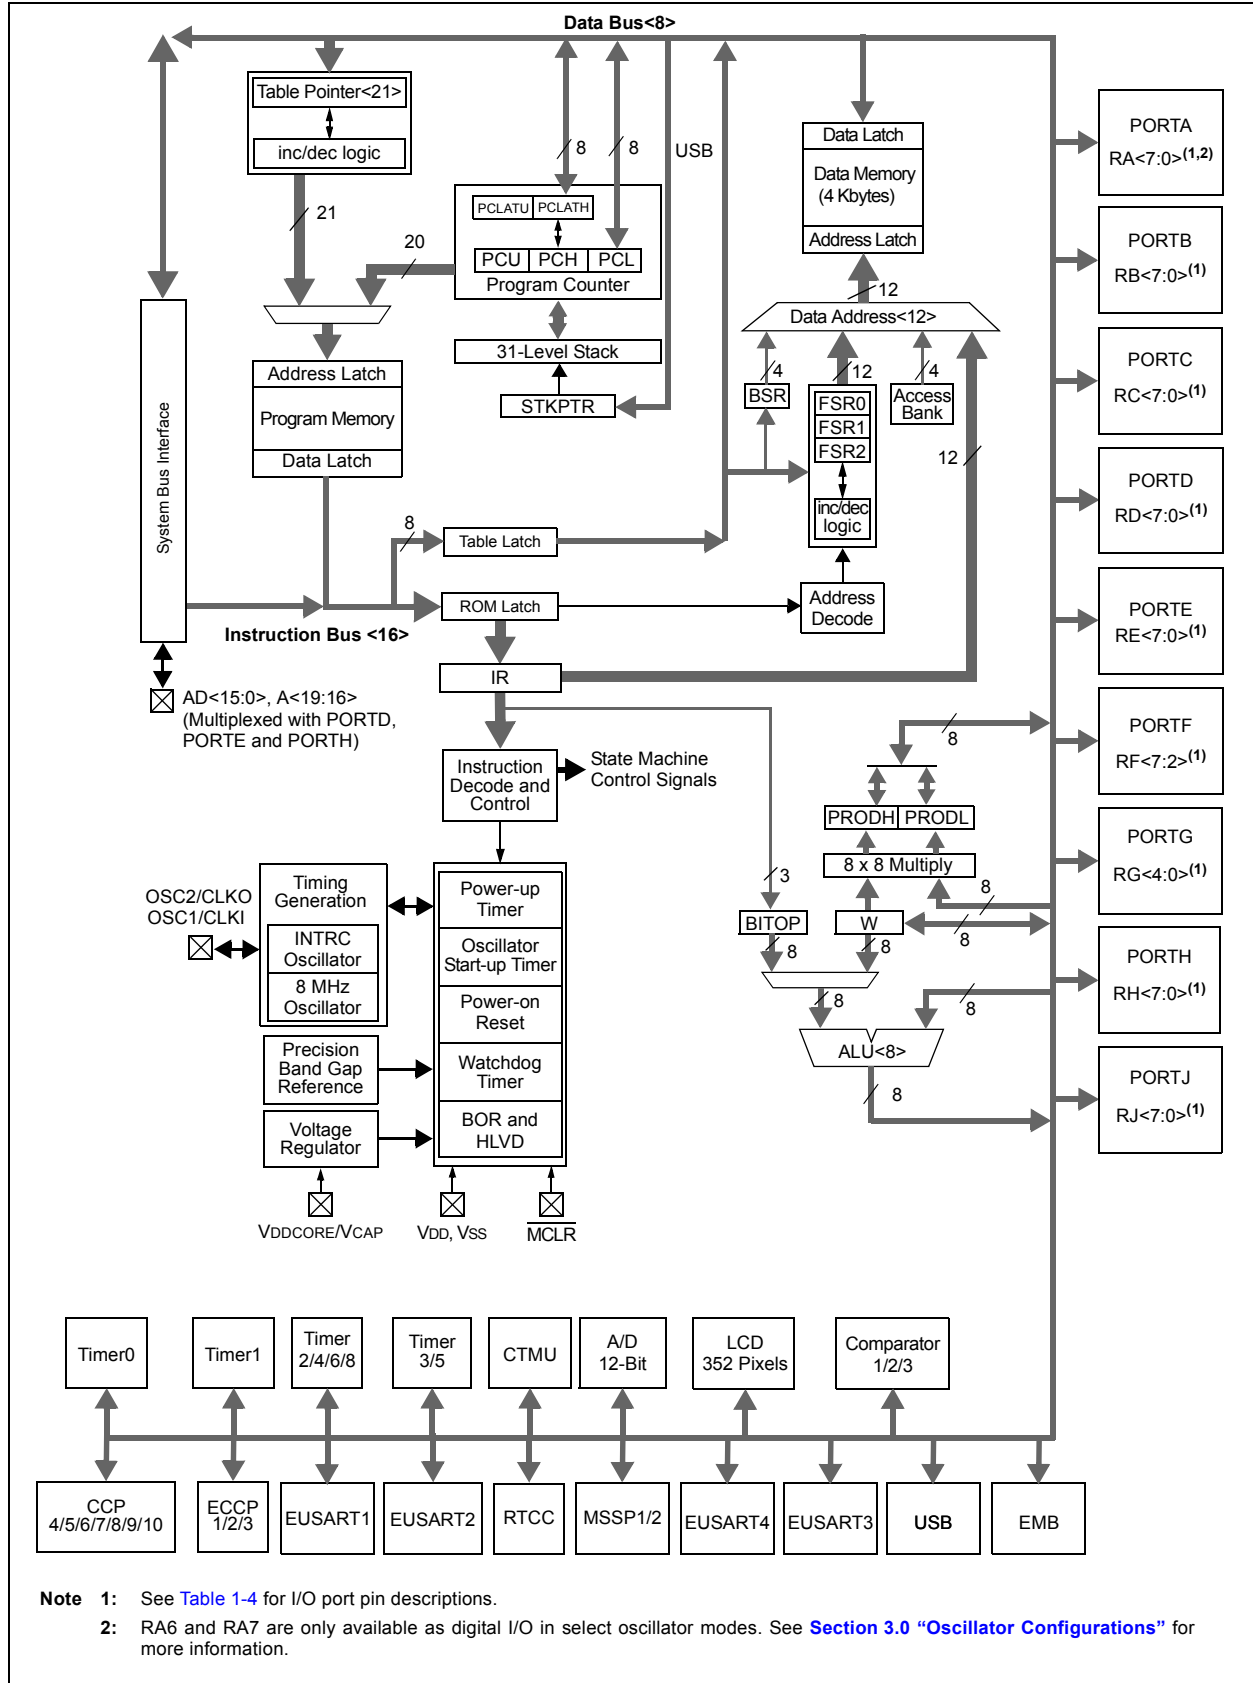 Data Bus<8>
Table Pointer<21>
inc/dec logic
21
20
8
8
USB
PCLATU PCLATH
PCU PCH PCL
Program Counter
31-Level Stack
STKPTR
Data Latch
Data Memory
(4 Kbytes)
Address Latch
12
Data Address<12>
4
12
4
BSR
FSR0
FSR1
FSR2
inc/dec
logic
Access
Bank
12
Address
Decode
System Bus Interface
Address Latch
Program Memory
Data Latch
8
Table Latch
ROM Latch
Instruction Bus <16>
IR
AD<15:0>, A<19:16>
(Multiplexed with PORTD,
PORTE and PORTH)
Instruction
Decode and
Control
State Machine
Control Signals
8
PRODH PRODL
8 x 8 Multiply
3
8
BITOP
W
8
8
8
8
8
ALU<8>
8
OSC2/CLKO
OSC1/CLKI
Timing
Generation
INTRC
Oscillator
8 MHz
Oscillator
Precision
Band Gap
Reference
Voltage
Regulator
Power-up
Timer
Oscillator
Start-up Timer
Power-on
Reset
Watchdog
Timer
BOR and
HLVD
VDDCORE/VCAP
VDD, VSS
MCLR
PORTA
RA<7:0>(1,2)
PORTB
RB<7:0>(1)
PORTC
RC<7:0>(1)
PORTD
RD<7:0>(1)
PORTE
RE<7:0>(1)
PORTF
RF<7:2>(1)
PORTG
RG<4:0>(1)
PORTH
RH<7:0>(1)
PORTJ
RJ<7:0>(1)
Timer0
Timer1
Timer
2/4/6/8
Timer
3/5
CTMU
A/D
12-Bit
LCD
352 Pixels
Comparator
1/2/3
CCP
4/5/6/7/8/9/10
ECCP
1/2/3
EUSART1
EUSART2
RTCC
MSSP1/2
EUSART4
EUSART3
USB
EMB
Note 1: See Table 1-4 for I/O port pin descriptions.
2: RA6 and RA7 are only available as digital I/O in select oscillator modes. See Section 3.0 “Oscillator Configurations” for
more information.